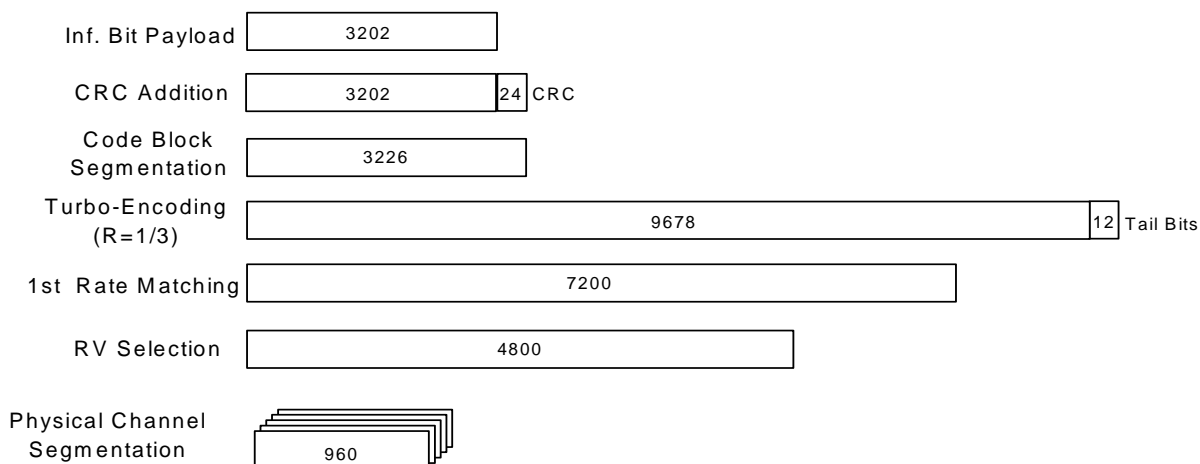 Inf. Bit Payload 3202
CRC Addition 3202 24 CRC
Code Block
Segmentation
3226
Turbo-Encoding
(R=1/3)
9678 12 Tail Bits
1st Rate Matching 7200
RV Selection 4800
Physical Channel
Segmentation
960